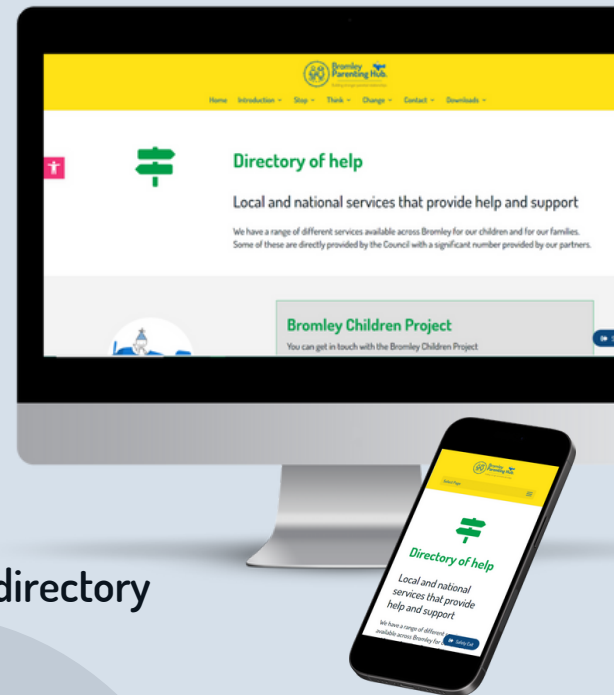 Bromley
Parenting Hub.
Home Introduction Stop Think Change Contact Downloads
Directory of help
Local and national services that provide help and support
We have a range of different services available across Bromley for our children and for our families.
Some of these are directly provided by the Council with a significant number provided by our partners.
Bromley Children Project
You can get in touch with the Bromley Children Project
S
directory
Bromley
Parenting Hub
Select Page
Directory of help
Local and national
services that provide
help and support
We have a range of different
available across Bromley for
Safety Exit